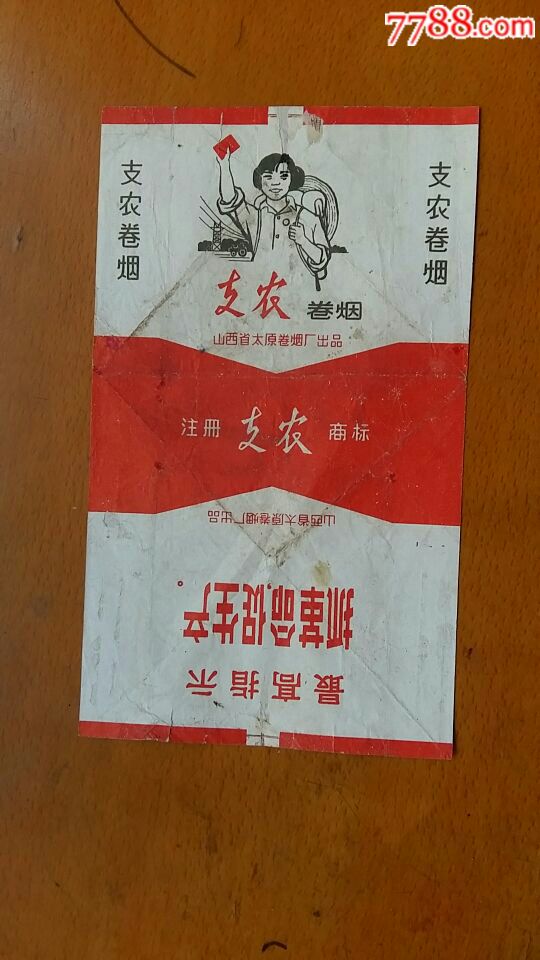 7788.com
支农卷烟
支农卷烟
支农 卷烟
山西省太原卷烟厂出品
注册 支农 商标
山西省太原卷烟厂出品
最高指示
抓革命，促生产。